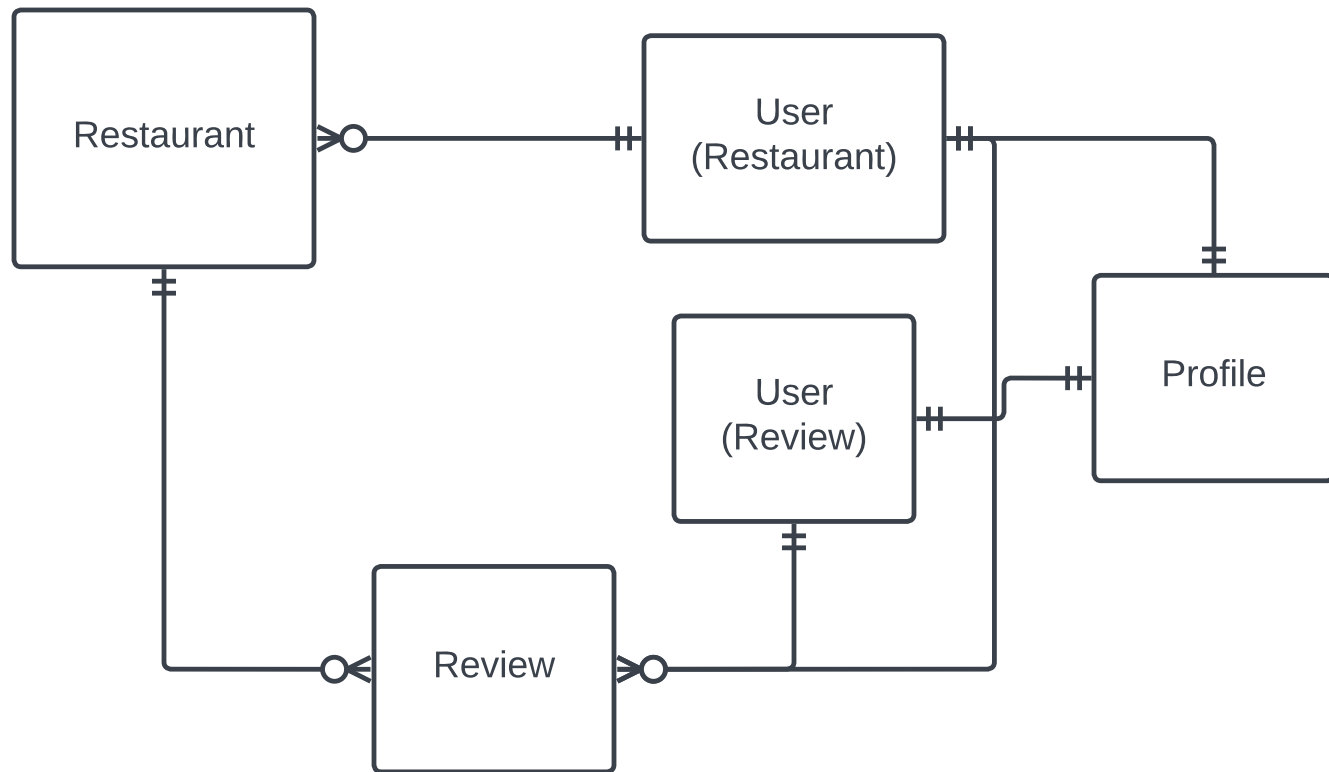 Restaurant
User
(Restaurant)
User
(Review)
Profile
Review